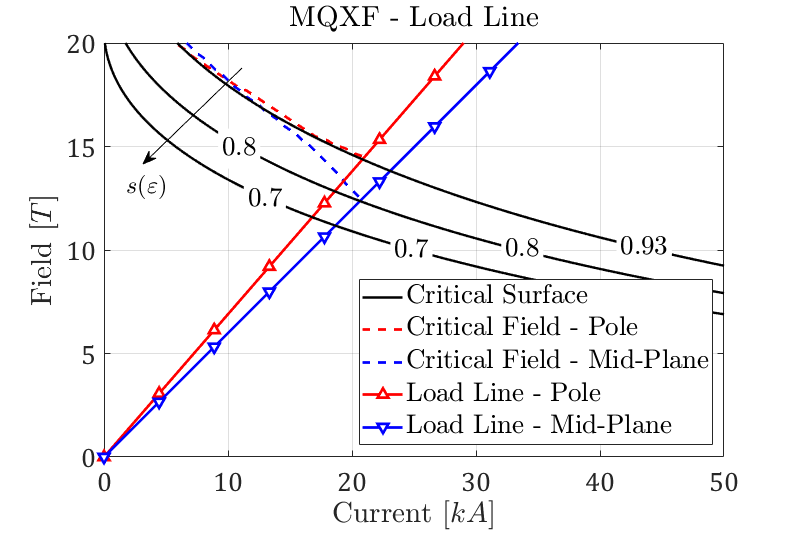 MQXF - Load Line
20
15
10
5
0
Field [T]
0.8
0.7
s(ε)
0.7
0.8
0.93
Critical Surface
Critical Field - Pole
Critical Field - Mid-Plane
Load Line - Pole
Load Line - Mid-Plane
0 10 20 30 40 50
Current [kA]